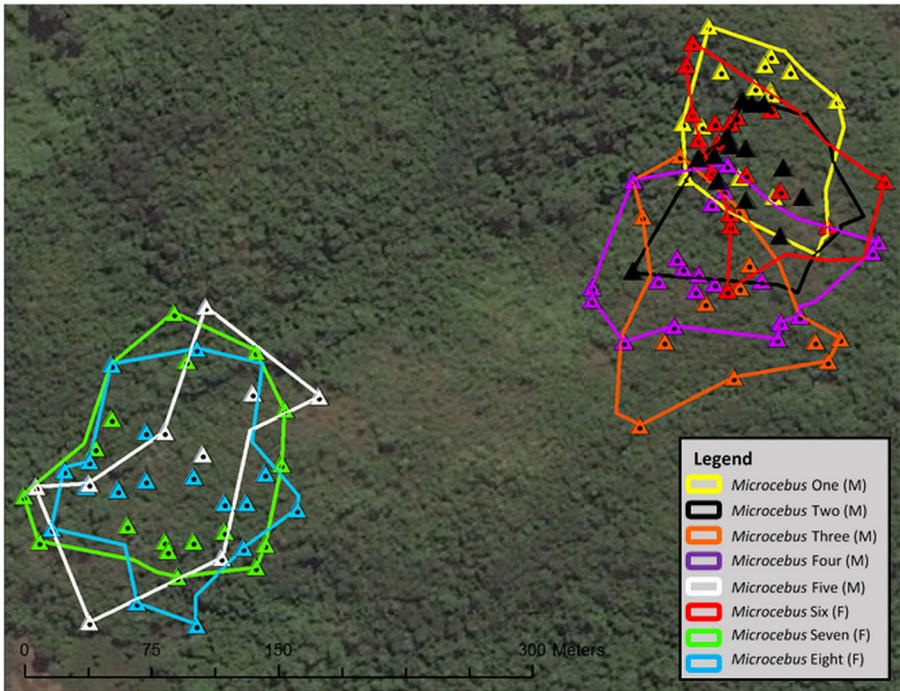 Legend
Microcebus One (M)
Microcebus Two (M)
Microcebus Three (M)
Microcebus Four (M)
Microcebus Five (M)
Microcebus Six (F)
Microcebus Seven (F)
Microcebus Eight (F)
0 75 150 300 Meters